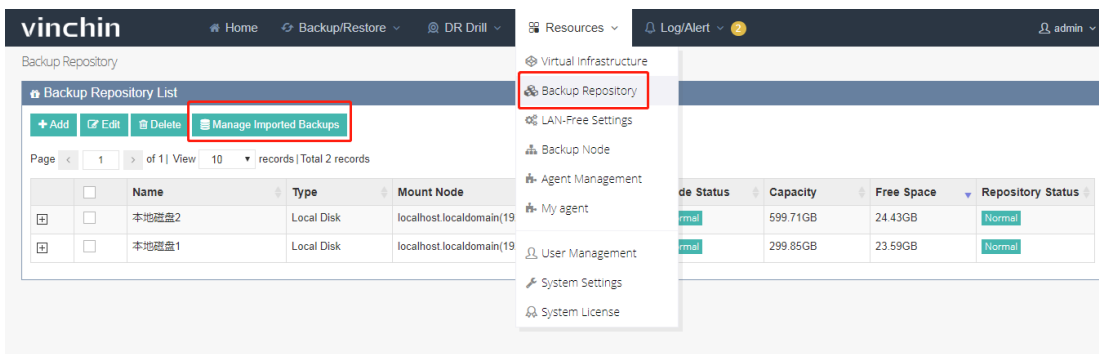 vinchin Home Backup/Restore DR Drill Resources Log/Alert 2 admin
Backup Repository
Virtual Infrastructure
Backup Repository List
Backup Repository
Add Edit Delete Manage Imported Backups
LAN-Free Settings
Page < 1 > of 1| View 10 records|Total 2 records
Backup Node
Agent Management
Name Type Mount Node de Status Capacity Free Space Repository Status
My agent
本地磁盘2 Local Disk localhost.localdomain(19 rmal 599.71GB 24.43GB Normal
本地磁盘1 Local Disk localhost.localdomain(19 rmal 299.85GB 23.59GB Normal
User Management
System Settings
System License